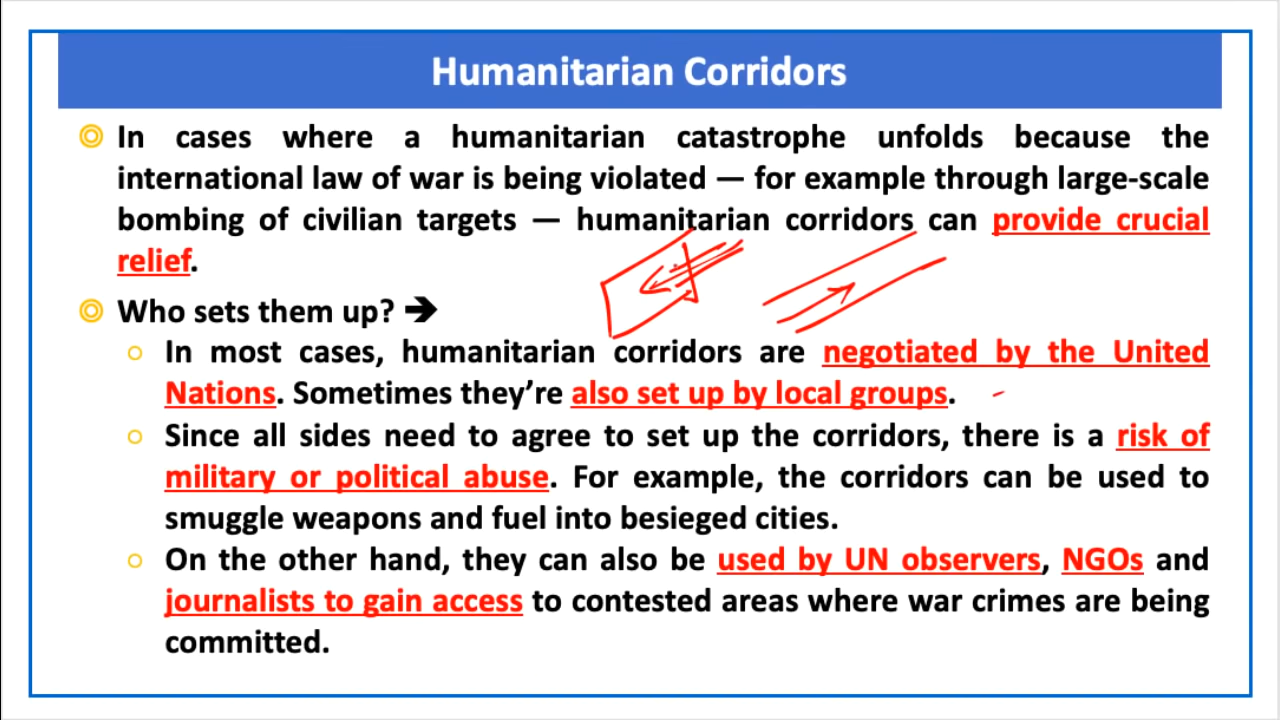 Humanitarian Corridors
In cases where a humanitarian catastrophe unfolds because the
international law of war is being violated — for example through large-scale
bombing of civilian targets — humanitarian corridors can provide crucial
relief.
Who sets them up? ➔
In most cases, humanitarian corridors are negotiated by the United
Nations. Sometimes they’re also set up by local groups.
Since all sides need to agree to set up the corridors, there is a risk of
military or political abuse. For example, the corridors can be used to
smuggle weapons and fuel into besieged cities.
On the other hand, they can also be used by UN observers, NGOs and
journalists to gain access to contested areas where war crimes are being
committed.